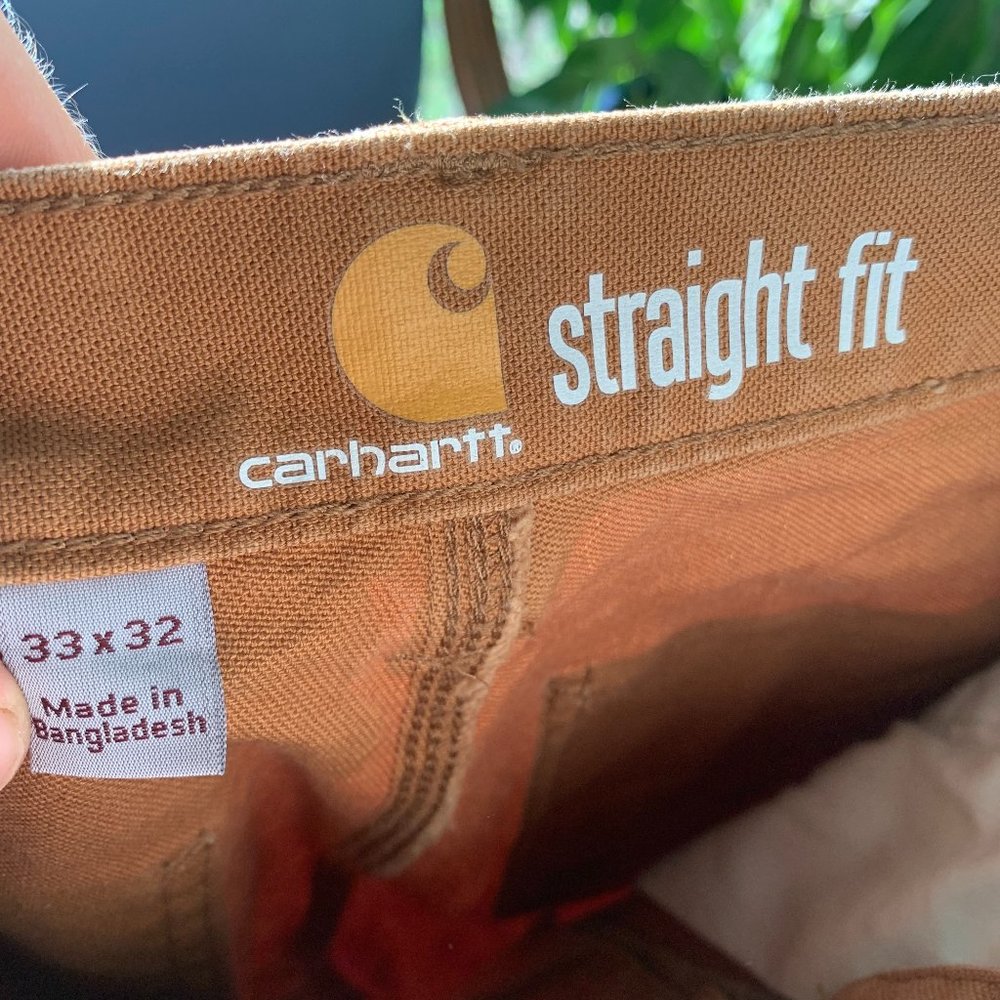 carhartt®
straight fit
33 x 32
Made in
Bangladesh